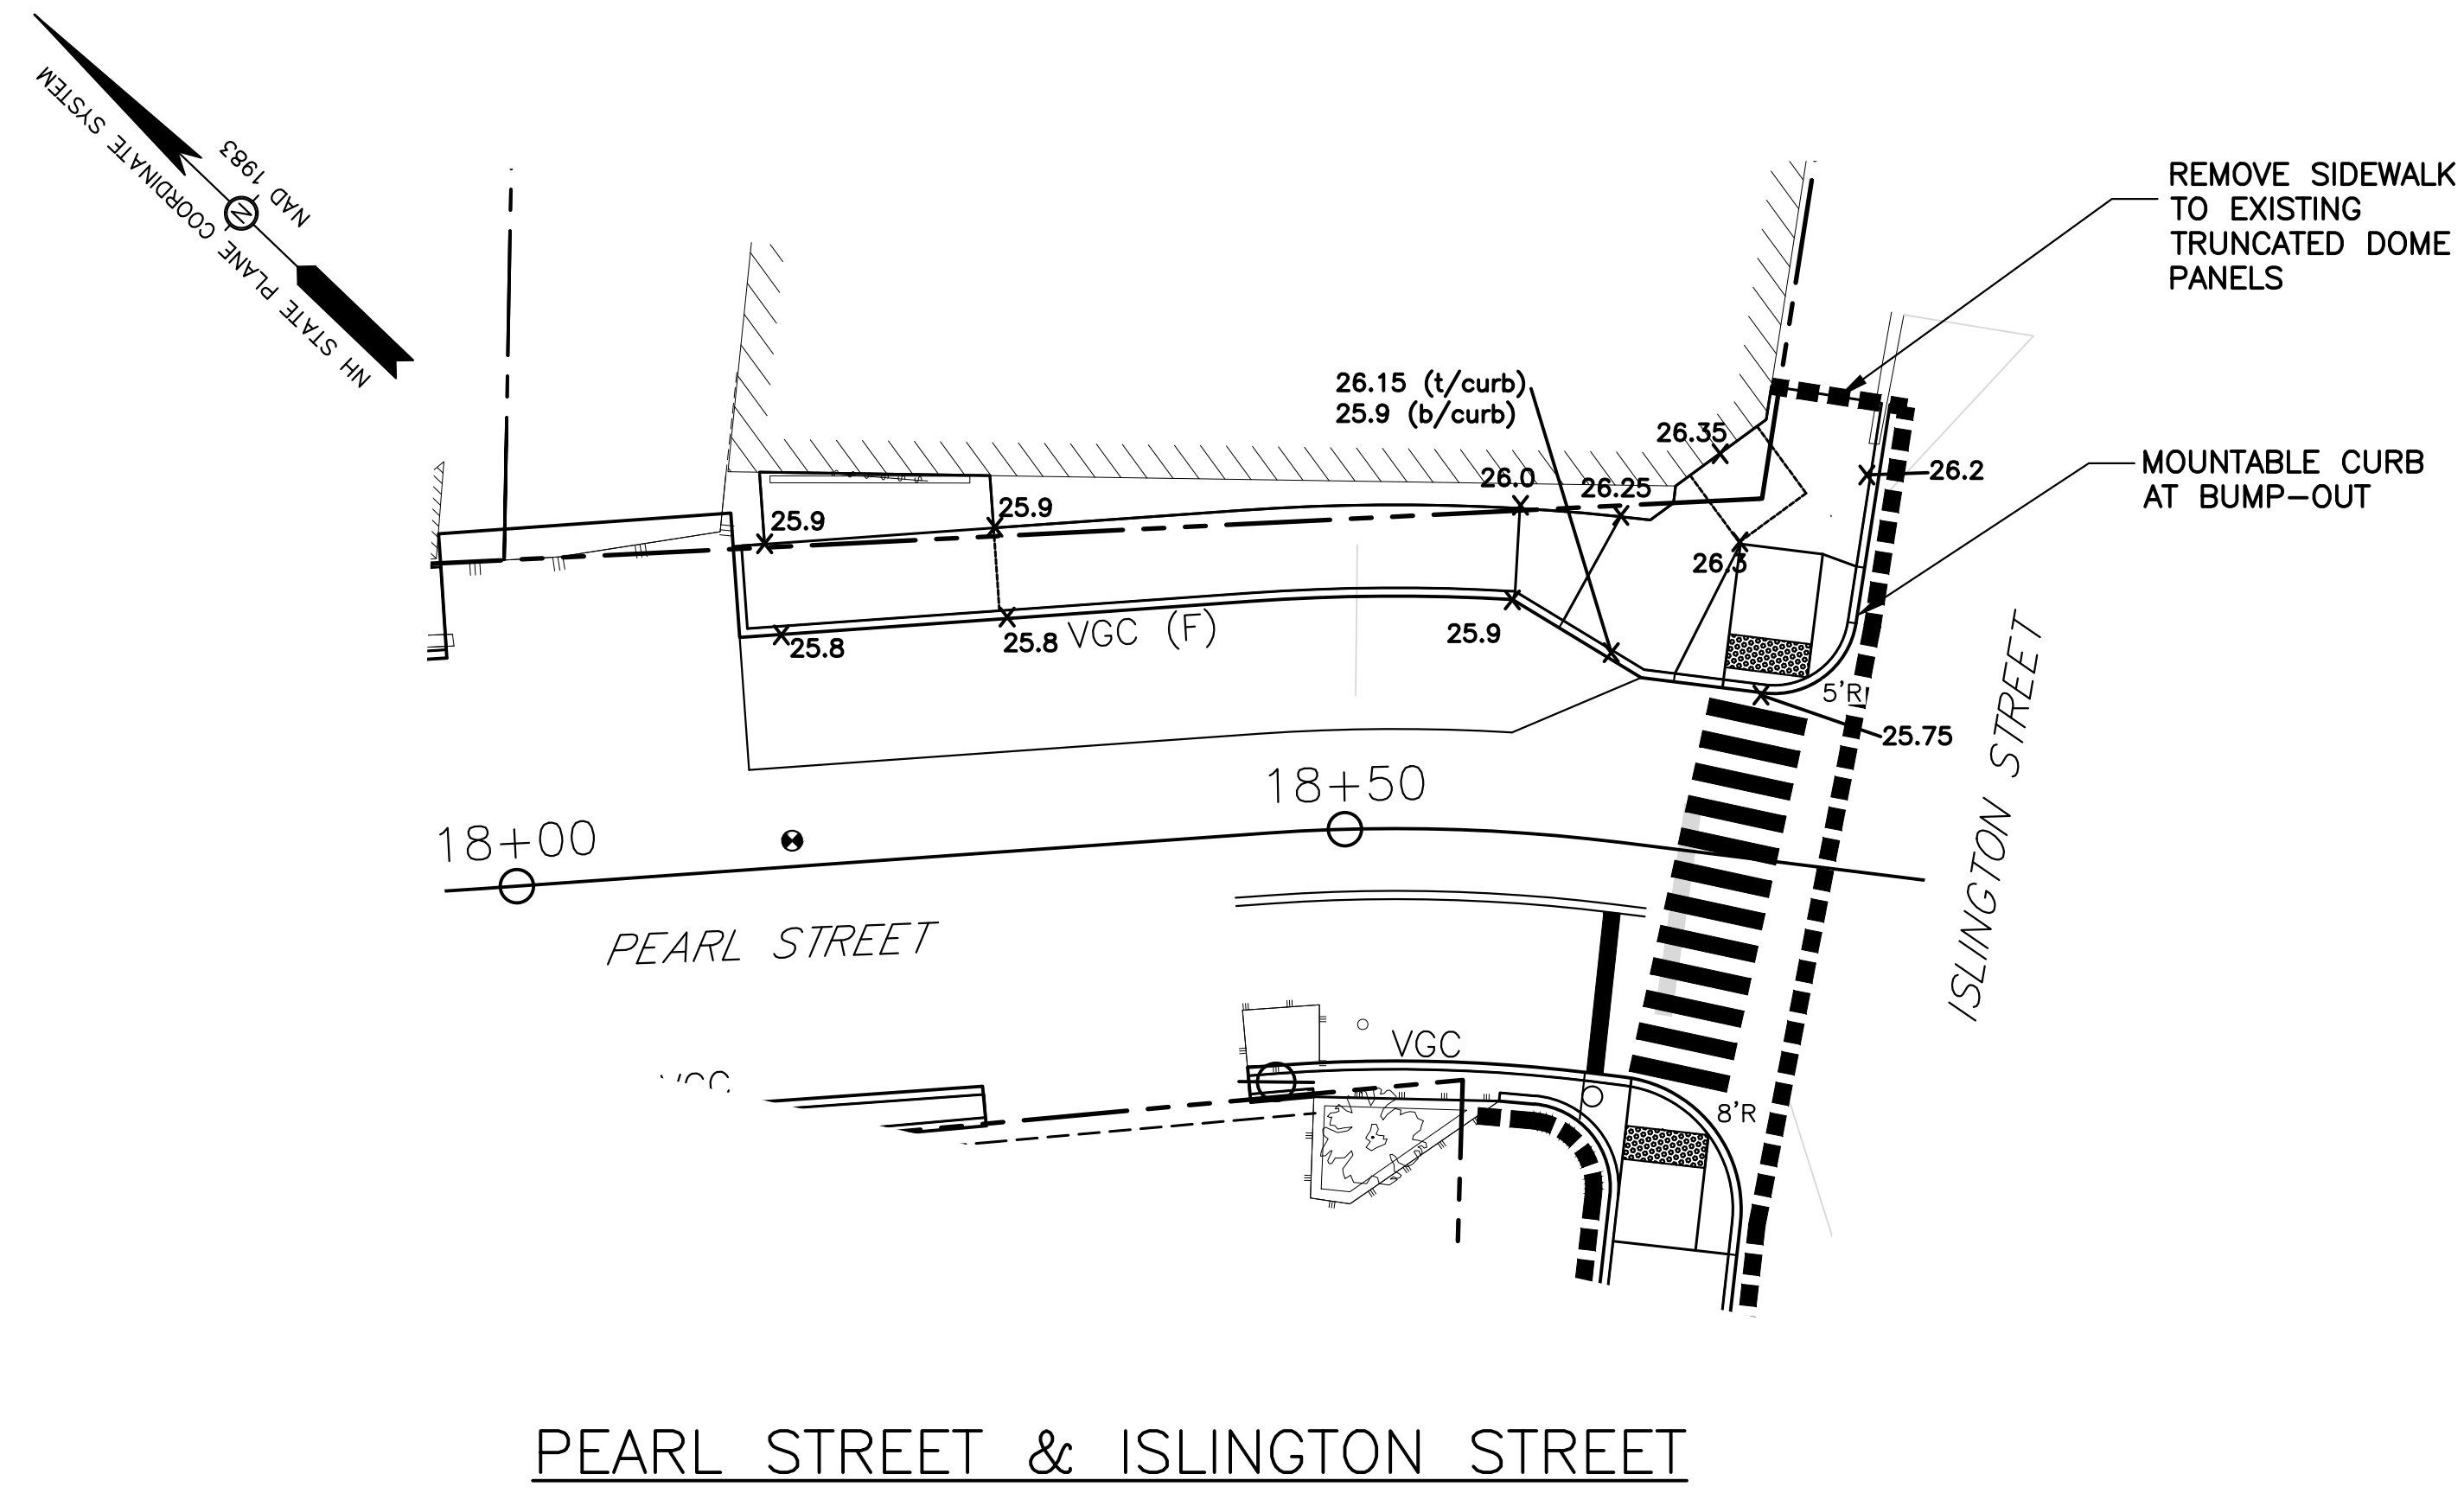 NH STATE PLANE COORDINATE SYSTEM
NAD 1983
N
REMOVE SIDEWALK
TO EXISTING
TRUNCATED DOME
PANELS
26.15 (t/curb)
25.9 (b/curb)
26.35
26.0
26.25
26.2
MOUNTABLE CURB
AT BUMP-OUT
25.9
25.9
26.3
25.8
25.8
VGC (F)
25.9
5'R
25.75
18+50
18+00
PEARL STREET
ISLINGTON STREET
VGC
8'R
PEARL STREET & ISLINGTON STREET